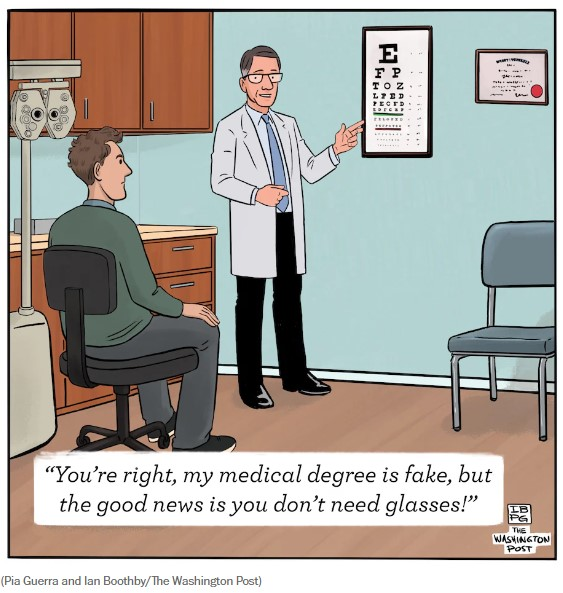 E
F P
T O Z
L P E D
P E C F D
"You're right, my medical degree is fake, but
the good news is you don't need glasses!"
IB
PG
THE
WASHINGTON
POST
(Pia Guerra and Ian Boothby/The Washington Post)